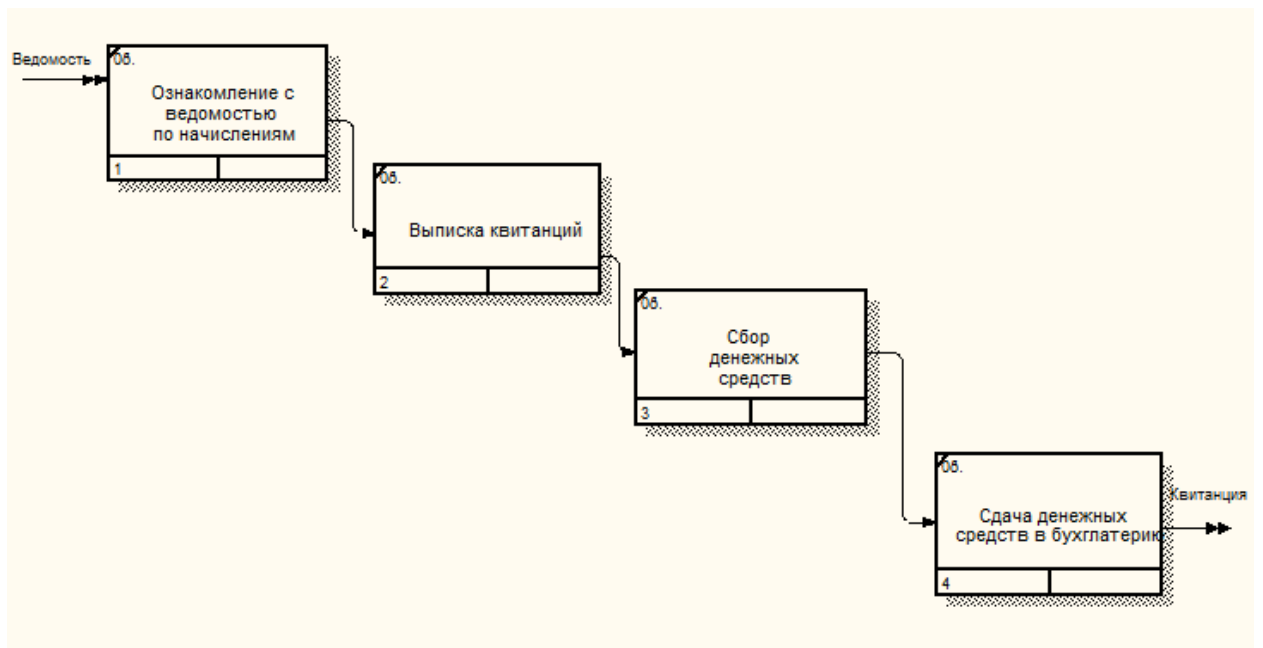 Ведомость
0б.
Ознакомление с
ведомостью
по начислениям
1
0б.
Выписка квитанций
2
0б.
Сбор
денежных
средств
3
0б.
Квитанция
Сдача денежных
средств в бухглатерию
4